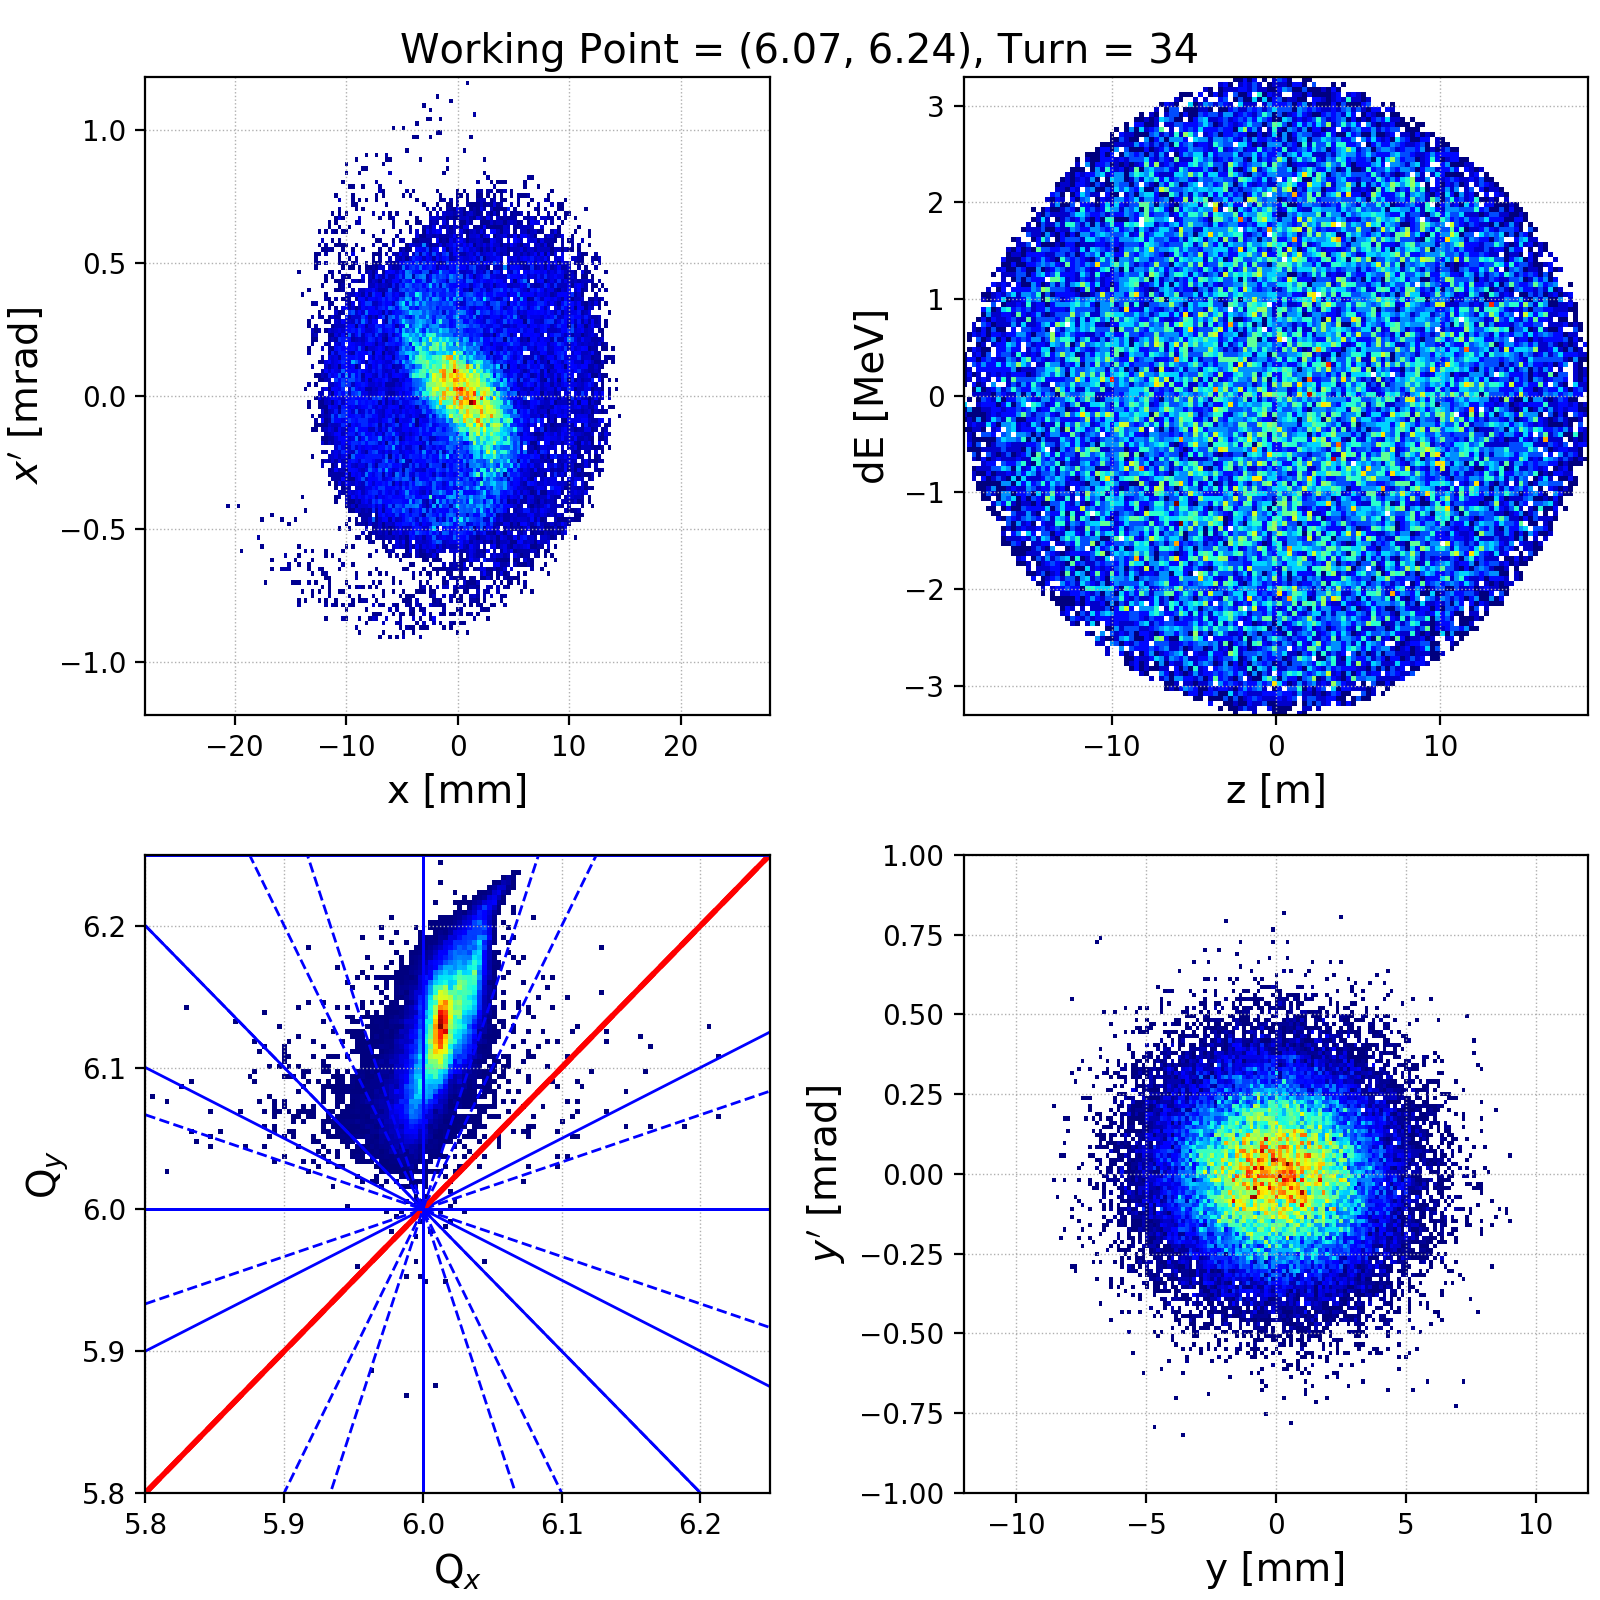 Working Point = (6.07, 6.24), Turn = 34
1.0
0.5
0.0
−0.5
−1.0
x′ [mrad]
−20 −10 0 10 20
x [mm]
3
2
1
0
−1
−2
−3
dE [MeV]
−10 0 10
z [m]
6.2
6.1
6.0
5.9
5.8
Qy
5.8 5.9 6.0 6.1 6.2
Qx
1.00
0.75
0.50
0.25
0.00
−0.25
−0.50
−0.75
−1.00
y′ [mrad]
−10 −5 0 5 10
y [mm]